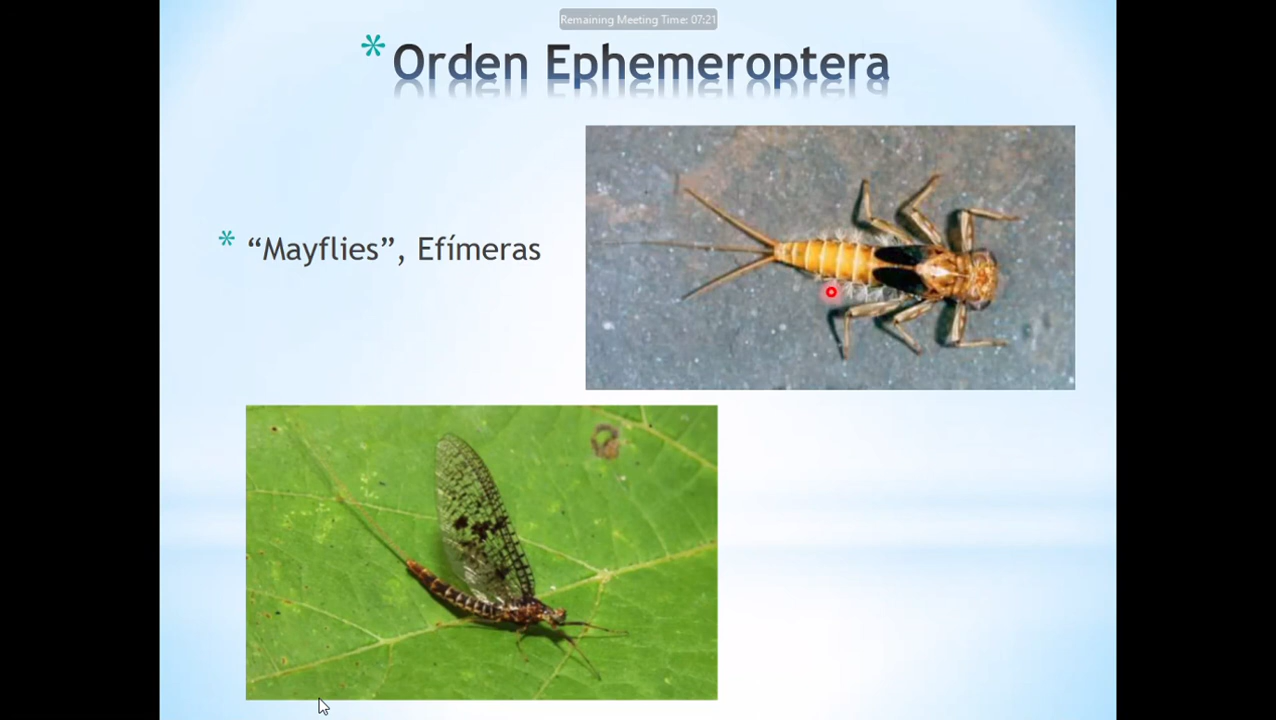 Remaining Meeting Time: 07:21
* Orden Ephemeroptera
* “Mayflies”, Efímeras